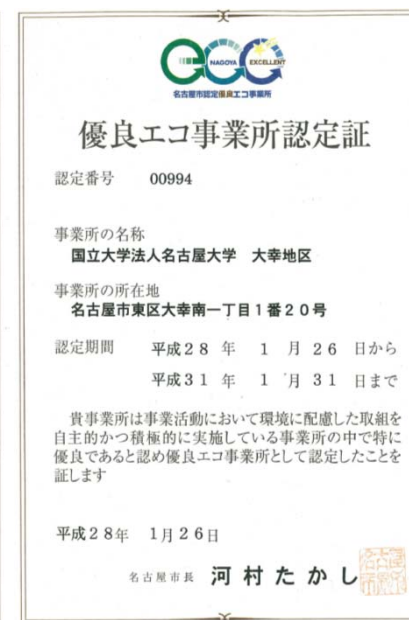 NAGOYA EXCELLENT
名古屋市認定優良エコ事業所
優良エコ事業所認定証
認定番号 00994
事業所の名称
国立大学法人名古屋大学 大幸地区
事業所の所在地
名古屋市東区大幸南一丁目1番20号
認定期間 平成28年 1月26日から
平成31年 1月31日まで
貴事業所は事業活動において環境に配慮した取組を
自主的かつ積極的に実施している事業所の中で特に
優良であると認め優良エコ事業所として認定したことを
証します
平成28年 1月26日
名古屋市長 河村たかし